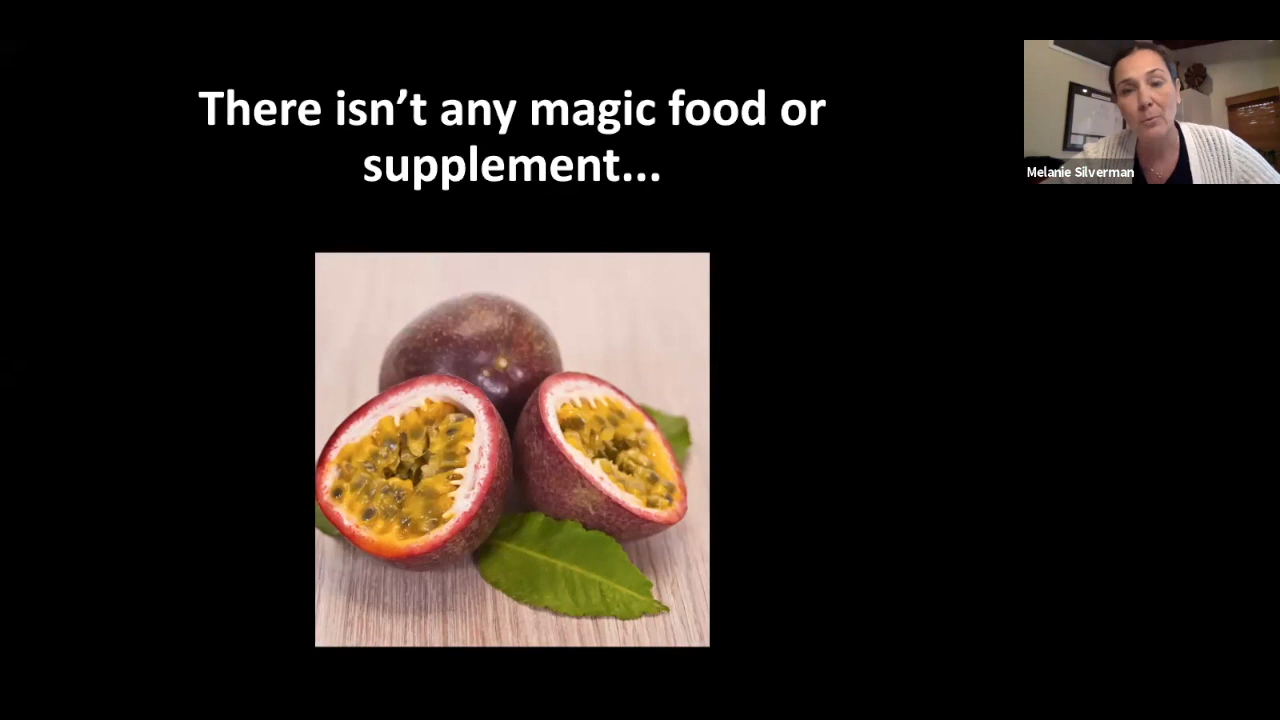 There isn’t any magic food or
supplement...
Melanie Silverman